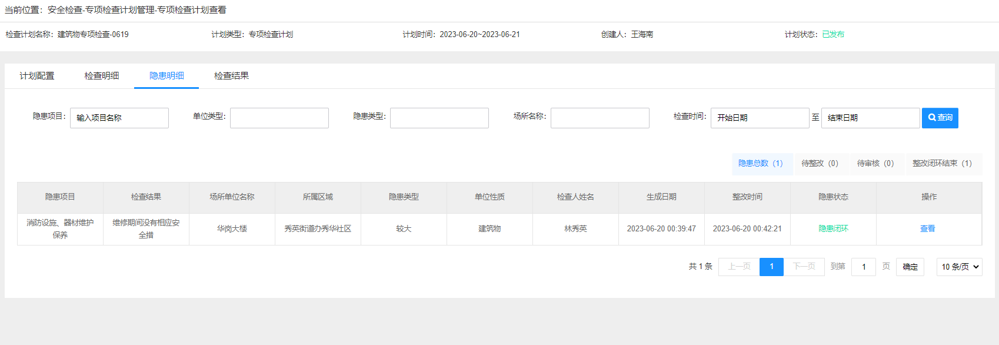 当前位置：安全检查-专项检查计划管理-专项检查计划查看
检查计划名称：建筑物专项检查-0619 计划类型：专项检查计划 计划时间：2023-06-20~2023-06-21 创建人：王海南 计划状态：已发布
计划配置 检查明细 隐患明细 检查结果
隐患项目：输入项目名称 单位类型： 隐患类型： 场所名称： 检查时间：开始日期 至 结束日期 查询
隐患总数（1） 待整改（0） 待审核（0） 整改闭环结束（1）
隐患项目 检查结果 场所单位名称 所属区域 隐患类型 单位性质 检查人姓名 生成日期 整改时间 隐患状态 操作
消防设施、器材维护 维修期间没有相应安
保养 全措
华岗大楼 秀英街道办秀华社区 较大 建筑物 林秀英 2023-06-20 00:39:47 2023-06-20 00:42:21 隐患闭环 查看
共 1 条 上一页 1 下一页 到第 1 页 确定 10 条/页